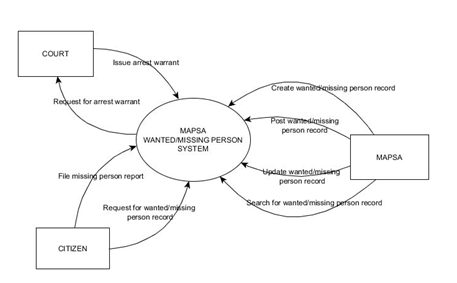 COURT
Issue arrest warrant
Create wanted/missing person record
Request for arrest warrant
MAPSA
WANTED/MISSING PERSON
SYSTEM
Post wanted/missing
person record
MAPSA
File missing person report
Update wanted/missing
person record
Request for wanted/missing
person record
Search for wanted/missing person record
CITIZEN